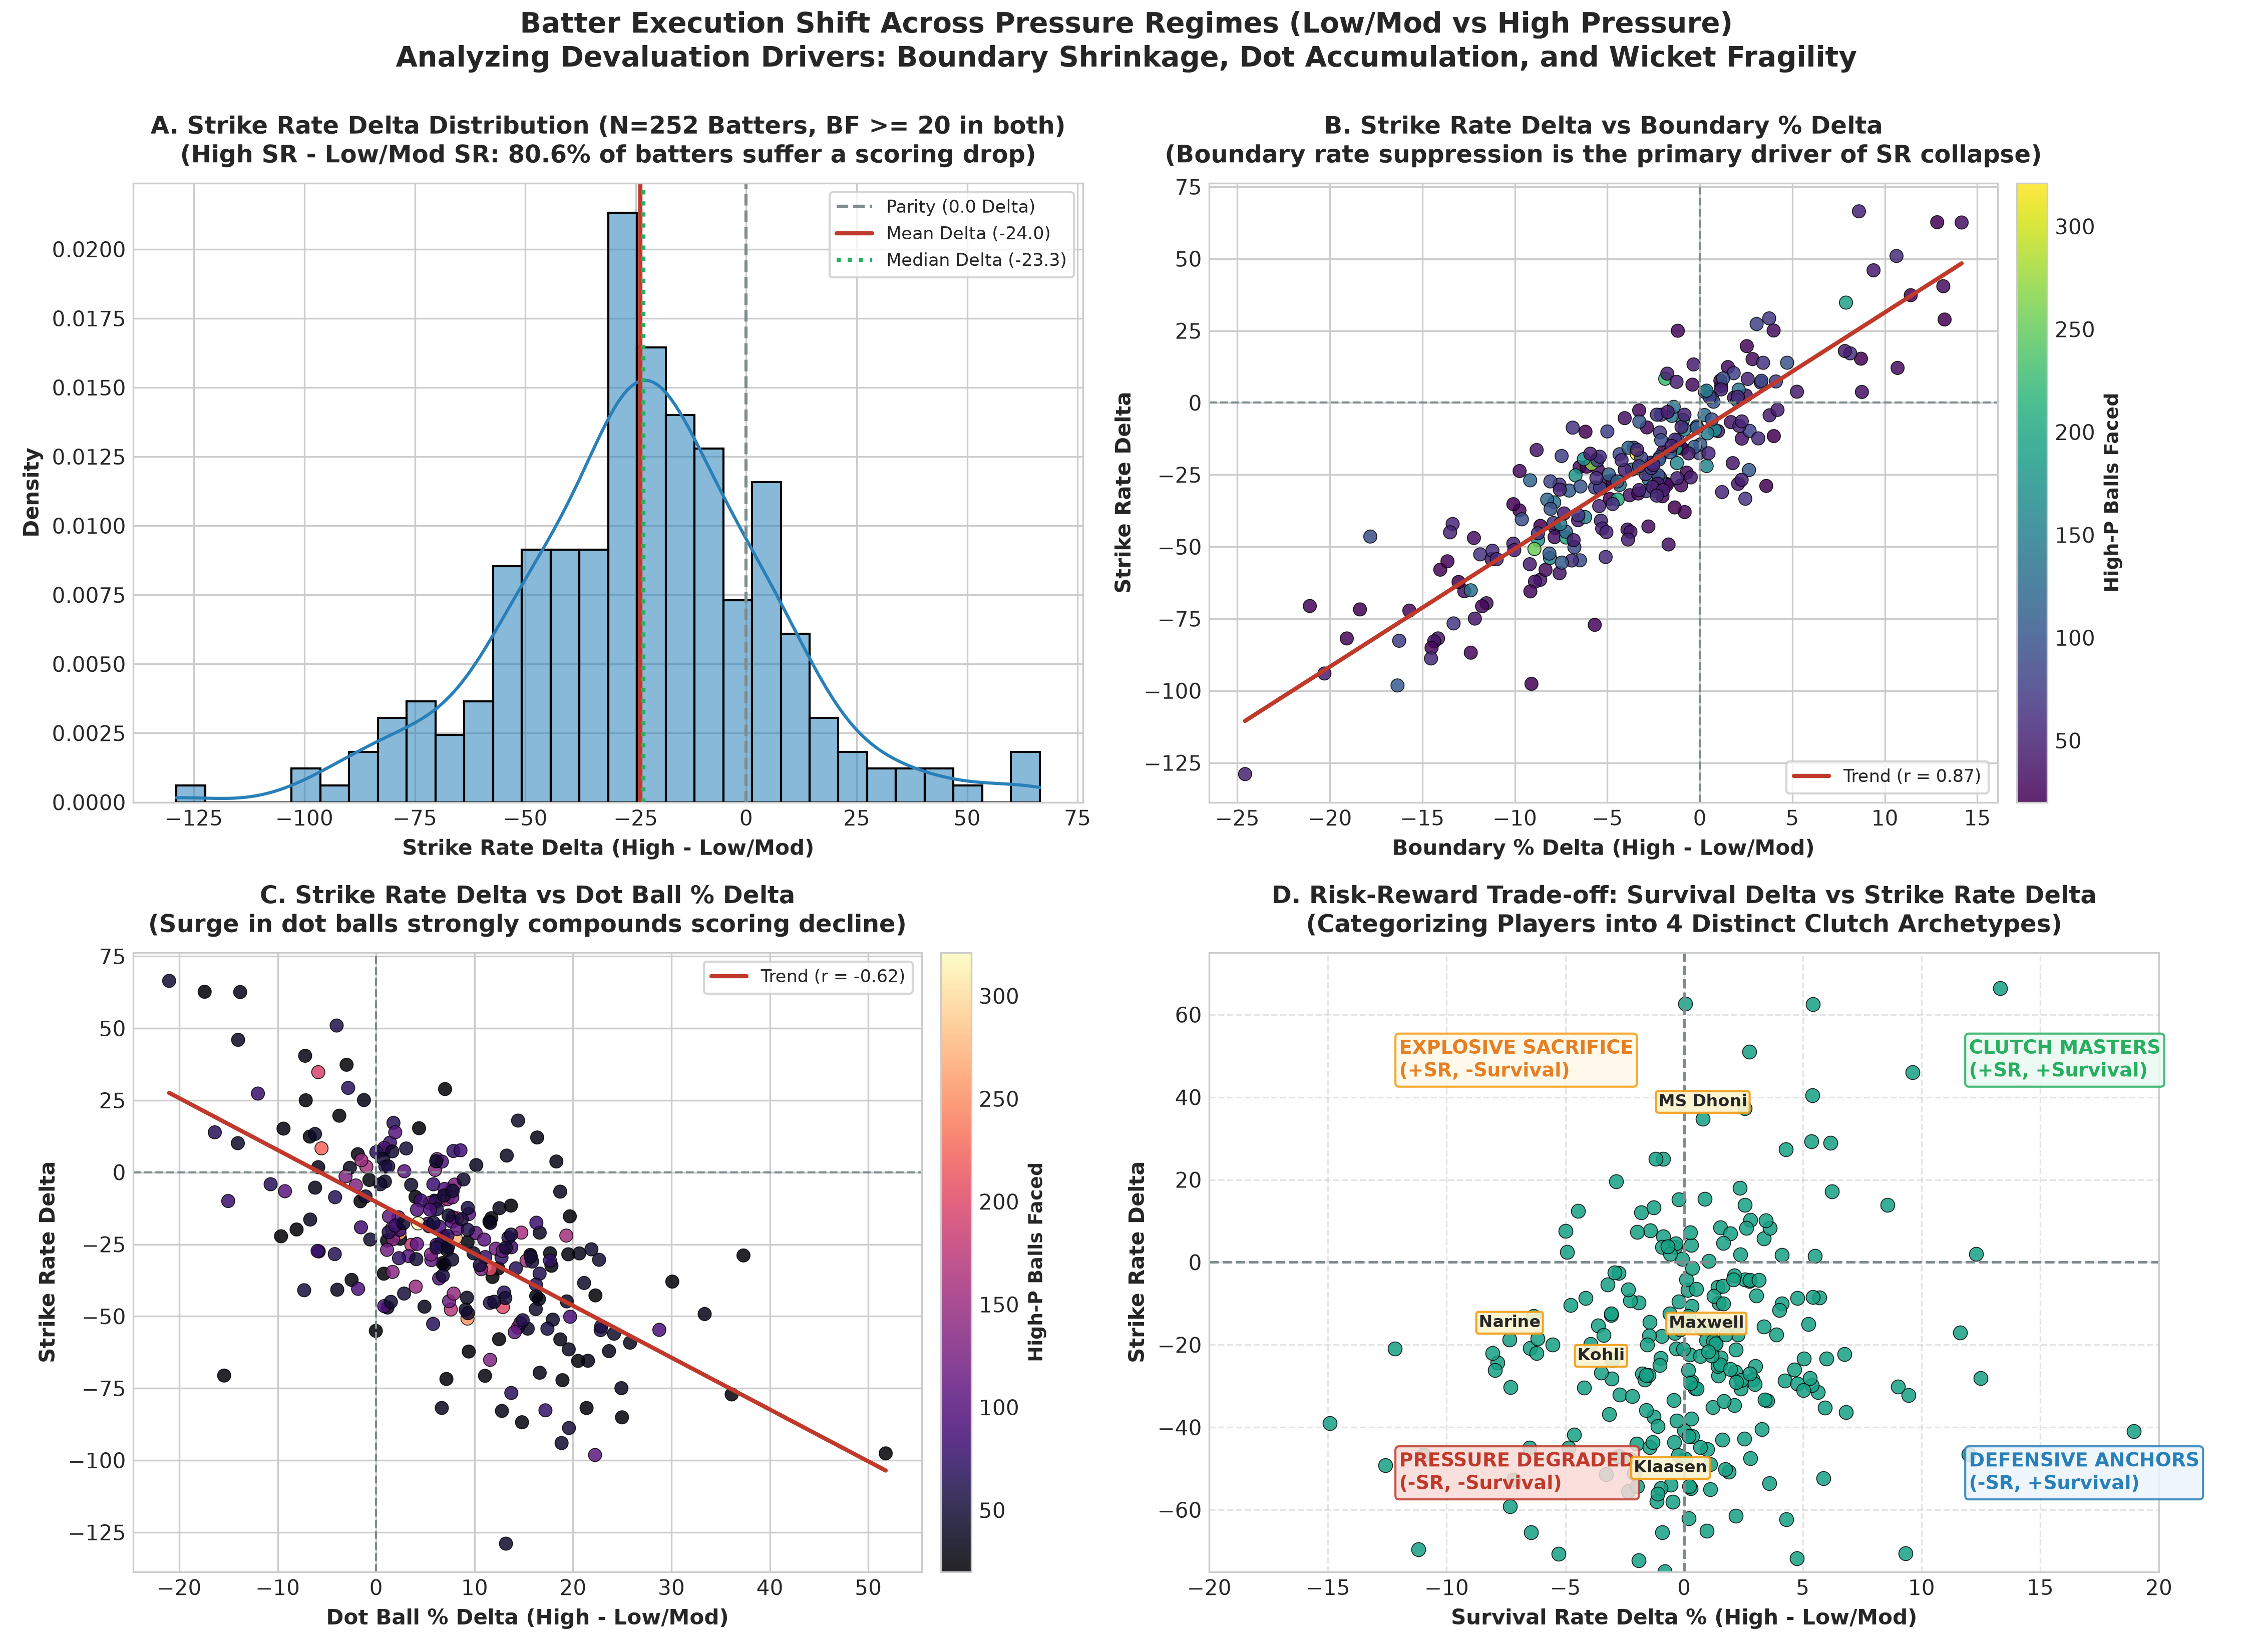 Batter Execution Shift Across Pressure Regimes (Low/Mod vs High Pressure)
Analyzing Devaluation Drivers: Boundary Shrinkage, Dot Accumulation, and Wicket Fragility
A. Strike Rate Delta Distribution (N=252 Batters, BF >= 20 in both)
(High SR - Low/Mod SR: 80.6% of batters suffer a scoring drop)
Parity (0.0 Delta)
Mean Delta (-24.0)
Median Delta (-23.3)
0.0200
0.0175
0.0150
0.0125
0.0100
0.0075
0.0050
0.0025
0.0000
Density
−125 −100 −75 −50 −25 0 25 50 75
Strike Rate Delta (High - Low/Mod)
B. Strike Rate Delta vs Boundary % Delta
(Boundary rate suppression is the primary driver of SR collapse)
75
50
25
0
−25
−50
−75
−100
−125
Strike Rate Delta
Trend (r = 0.87)
−25 −20 −15 −10 −5 0 5 10 15
Boundary % Delta (High - Low/Mod)
300
250
200
150
100
50
High-P Balls Faced
C. Strike Rate Delta vs Dot Ball % Delta
(Surge in dot balls strongly compounds scoring decline)
Trend (r = -0.62)
75
50
25
0
−25
−50
−75
−100
−125
Strike Rate Delta
−20 −10 0 10 20 30 40 50
Dot Ball % Delta (High - Low/Mod)
300
250
200
150
100
50
High-P Balls Faced
D. Risk-Reward Trade-off: Survival Delta vs Strike Rate Delta
(Categorizing Players into 4 Distinct Clutch Archetypes)
60
40
20
0
−20
−40
−60
Strike Rate Delta
EXPLOSIVE SACRIFICE
(+SR, -Survival)
CLUTCH MASTERS
(+SR, +Survival)
MS Dhoni
Narine
Maxwell
Kohli
Klaasen
PRESSURE DEGRADED
(-SR, -Survival)
DEFENSIVE ANCHORS
(-SR, +Survival)
−20 −15 −10 −5 0 5 10 15 20
Survival Rate Delta % (High - Low/Mod)